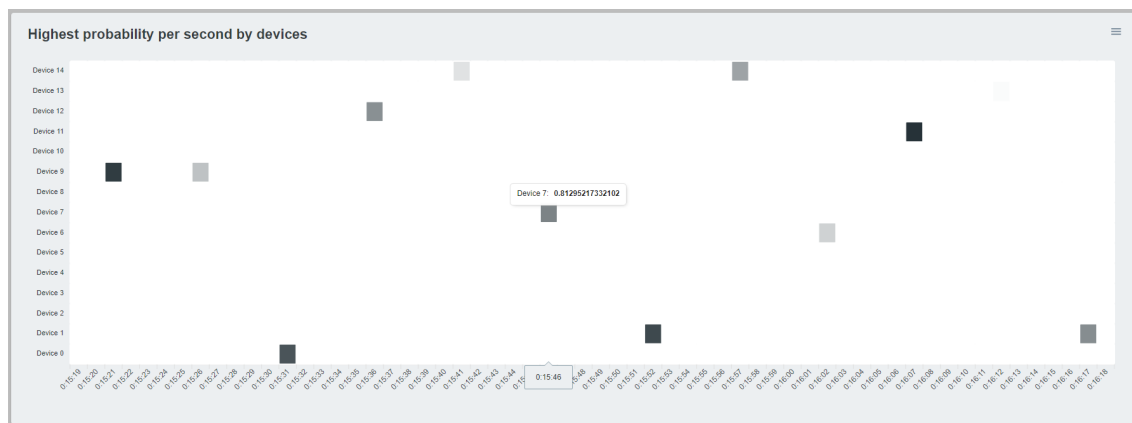 Highest probability per second by devices
Device 14
Device 13
Device 12
Device 11
Device 10
Device 9
Device 8
Device 7: 0.81295217332102
Device 7
Device 6
Device 5
Device 4
Device 3
Device 2
Device 1
Device 0
0:15:19 0:15:20 0:15:21 0:15:22 0:15:23 0:15:24 0:15:25 0:15:26 0:15:27 0:15:28 0:15:29 0:15:30 0:15:31 0:15:32 0:15:33 0:15:34 0:15:35 0:15:36 0:15:37 0:15:38 0:15:39 0:15:40 0:15:41 0:15:42 0:15:43 0:15:44 0:15:46 5:48 0:15:49 0:15:50 0:15:51 0:15:52 0:15:53 0:15:54 0:15:55 0:15:56 0:15:57 0:15:58 0:15:59 0:16:00 0:16:01 0:16:02 0:16:03 0:16:04 0:16:05 0:16:06 0:16:07 0:16:08 0:16:09 0:16:10 0:16:11 0:16:12 0:16:13 0:16:14 0:16:15 0:16:16 0:16:17 0:16:18